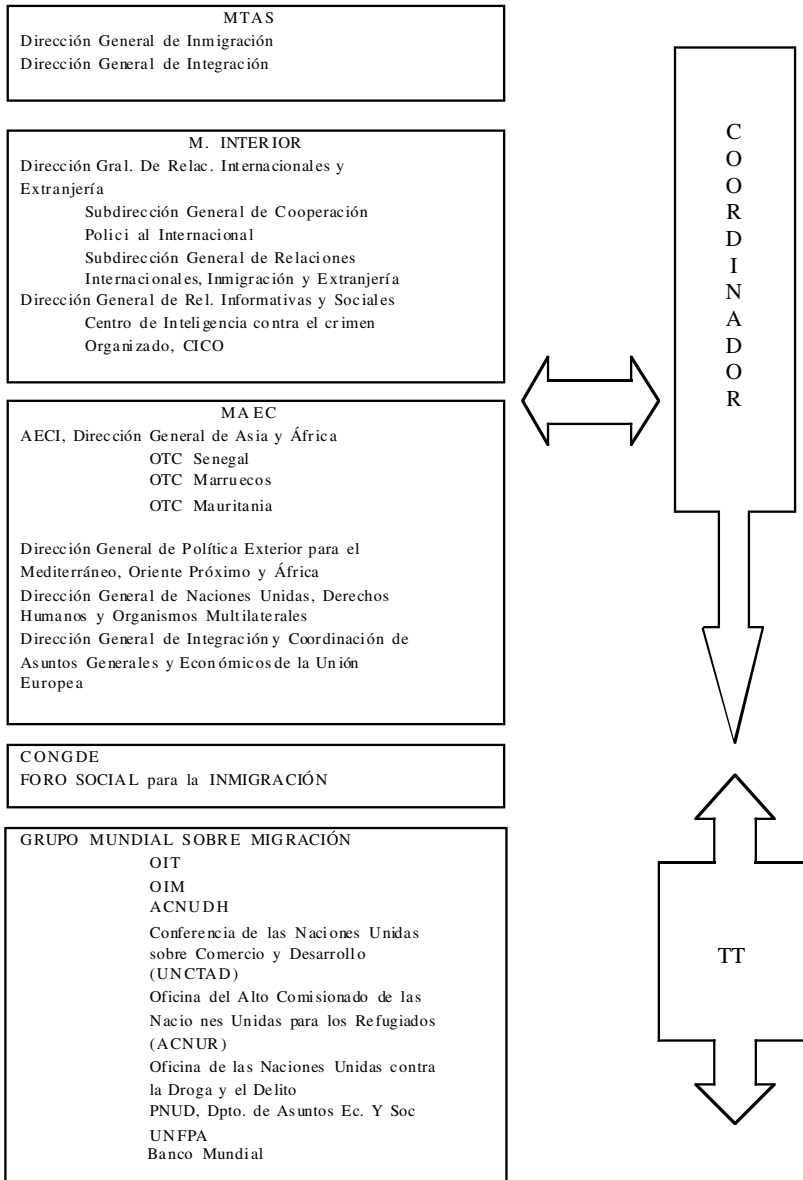 MTAS
Dirección General de Inmigración
Dirección General de Integración
M. INTERIOR
Dirección Gral. De Relac. Internacionales y
Extranjería
Subdirección General de Cooperación
Polici al Internacional
Subdirección General de Relaciones
Internacionales, Inmigración y Extranjería
Dirección General de Rel. Informativas y Sociales
Centro de Inteligencia contra el crimen
Organizado, CICO
MAEC
AECI, Dirección General de Asia y África
OTC Senegal
OTC Marruecos
OTC Mauritania
Dirección General de Política Exterior para el
Mediterráneo, Oriente Próximo y África
Dirección General de Naciones Unidas, Derechos
Humanos y Organismos Multilaterales
Dirección General de Integración y Coordinación de
Asuntos Generales y Económicos de la Unión
Europea
CONGDE
FORO SOCIAL para la INMIGRACIÓN
GRUPO MUNDIAL SOBRE MIGRACIÓN
OIT
OIM
ACNUDH
Conferencia de las Naciones Unidas
sobre Comercio y Desarrollo
(UNCTAD)
Oficina del Alto Comisionado de las
Nacio nes Unidas para los Refugiados
(ACNUR)
Oficina de las Naciones Unidas contra
la Droga y el Delito
PNUD, Dpto. de Asuntos Ec. Y Soc
UNFPA
Banco Mundial
C
O
O
R
D
I
N
A
D
O
R
TT